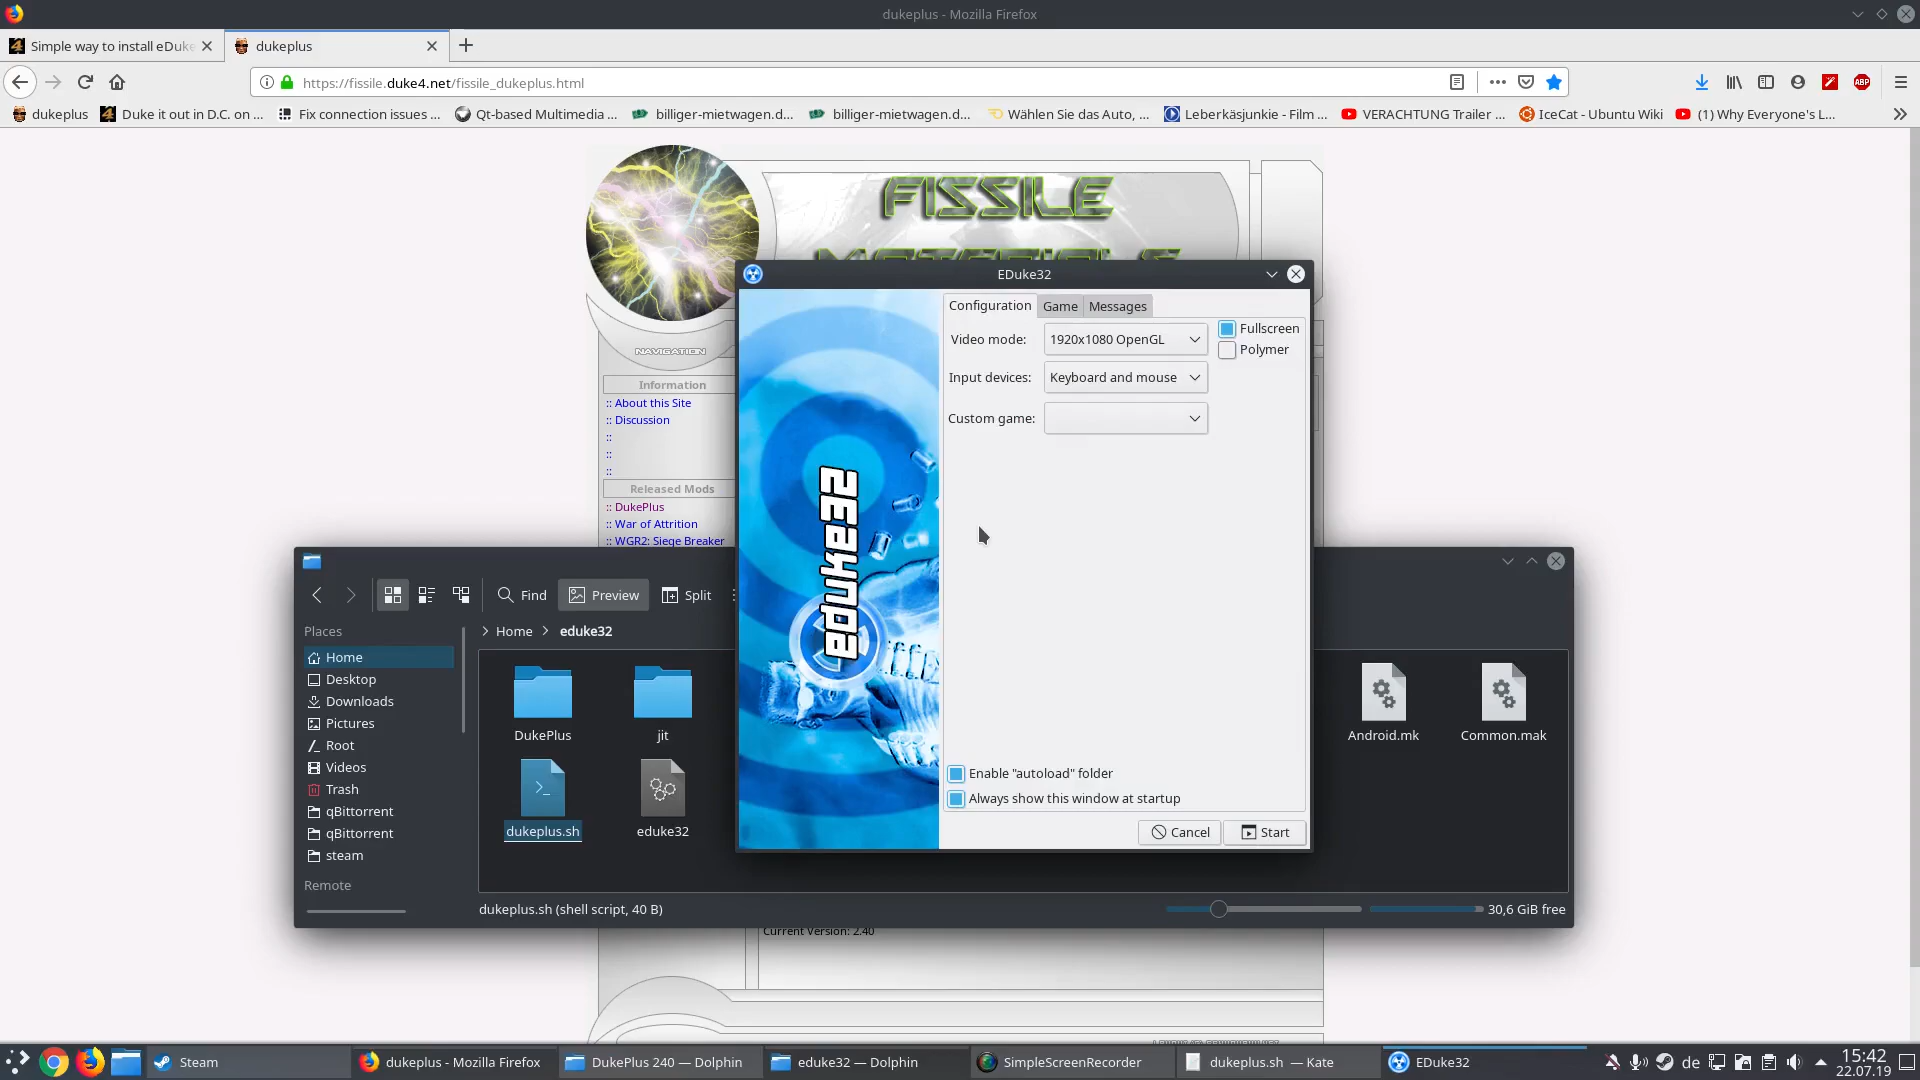 dukeplus - Mozilla Firefox
Simple way to install eDuke
dukeplus
https://fissile.duke4.net/fissile_dukeplus.html
ABP
dukeplus
Duke it out in D.C. on ...
Fix connection issues ...
Qt-based Multimedia ...
billiger-mietwagen.d...
billiger-mietwagen.d...
Wählen Sie das Auto, ...
Leberkäsjunkie - Film ...
VERACHTUNG Trailer ...
IceCat - Ubuntu Wiki
(1) Why Everyone's L...
FISSILE
NAVIGATION
Information
:: About this Site
:: Discussion
::
::
::
Released Mods
:: DukePlus
:: War of Attrition
:: WGR2: Siege Breaker
Current Version: 2.40
EDuke32
eduke32
Configuration
Game
Messages
Video mode:
1920x1080 OpenGL
Fullscreen
Polymer
Input devices:
Keyboard and mouse
Custom game:
Enable "autoload" folder
Always show this window at startup
Cancel
Start
Find
Preview
Split
Home
eduke32
Places
Home
Desktop
Downloads
Pictures
Root
Videos
Trash
qBittorrent
qBittorrent
steam
Remote
DukePlus
jit
Android.mk
Common.mak
dukeplus.sh
eduke32
dukeplus.sh (shell script, 40 B)
30,6 GiB free
Steam
dukeplus - Mozilla Firefox
DukePlus 240 — Dolphin
eduke32 — Dolphin
SimpleScreenRecorder
dukeplus.sh — Kate
EDuke32
de
15:42
22.07.19